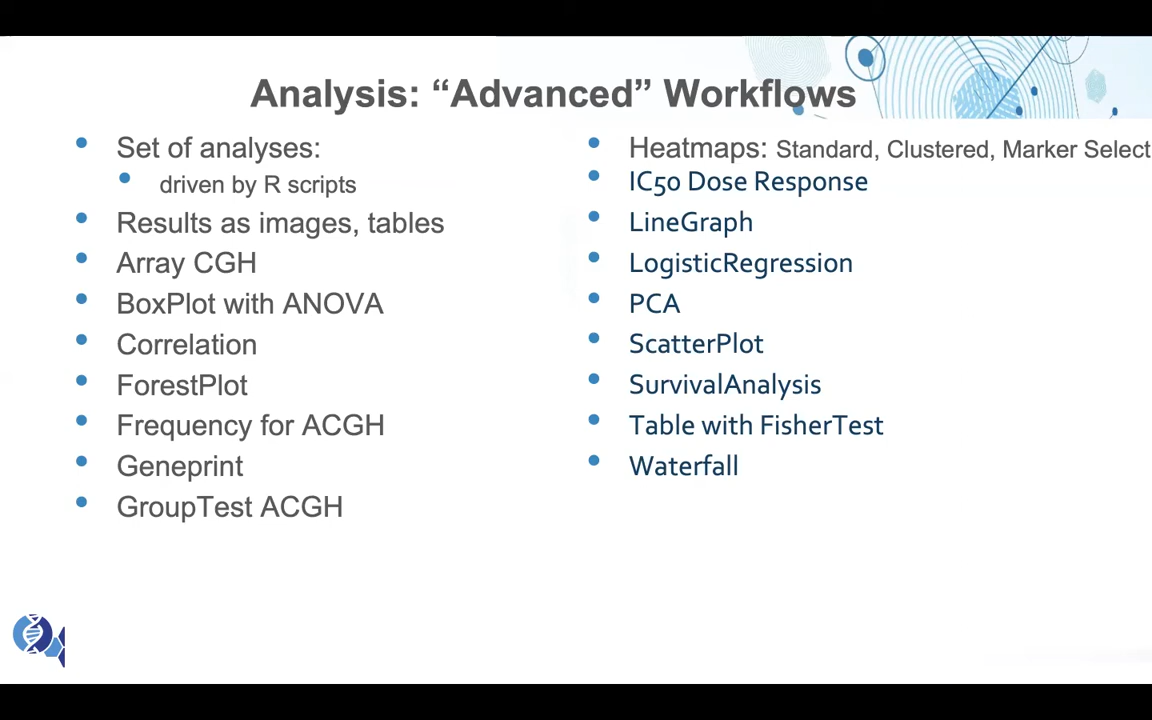 Analysis: “Advanced” Workflows
Set of analyses:
driven by R scripts
Results as images, tables
Array CGH
BoxPlot with ANOVA
Correlation
ForestPlot
Frequency for ACGH
Geneprint
GroupTest ACGH
Heatmaps: Standard, Clustered, Marker Select
IC50 Dose Response
LineGraph
LogisticRegression
PCA
ScatterPlot
SurvivalAnalysis
Table with FisherTest
Waterfall